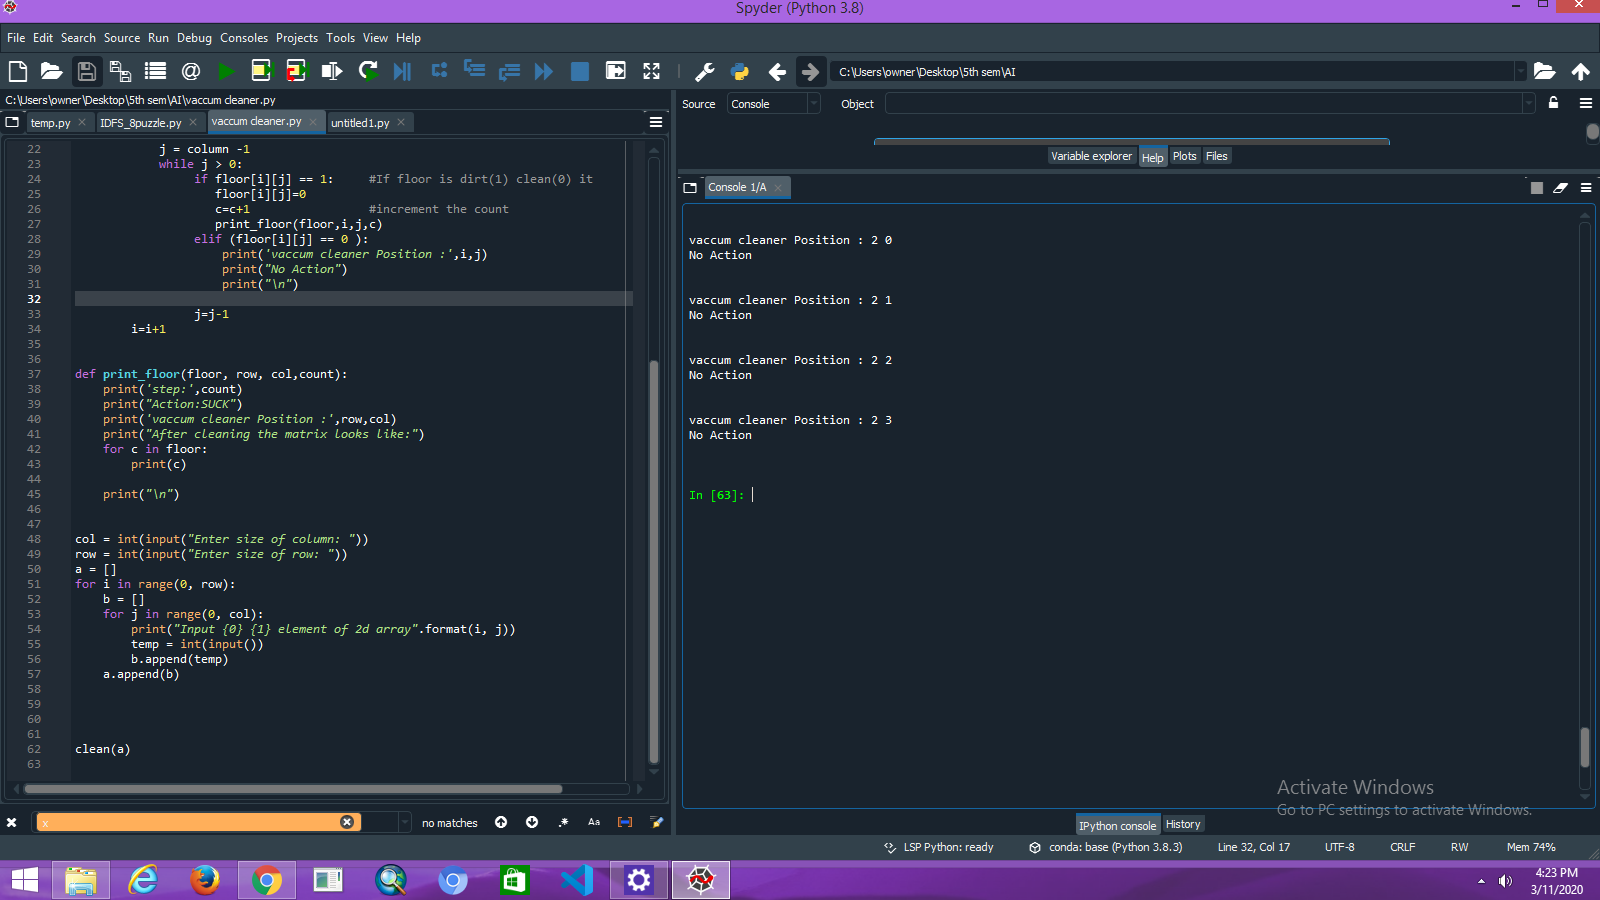 Spyder (Python 3.8)
File Edit Search Source Run Debug Consoles Projects Tools View Help
C:\Users\owner\Desktop\5th sem\AI
C:\Users\owner\Desktop\5th sem\AI\vaccum cleaner.py
temp.py IDFS_8puzzle.py vaccum cleaner.py untitled1.py
22 j = column -1
23 while j > 0:
24 if floor[i][j] == 1: #If floor is dirt(1) clean(0) it
25 floor[i][j]=0
26 c=c+1 #increment the count
27 print_floor(floor,i,j,c)
28 elif (floor[i][j] == 0 ):
29 print('vaccum cleaner Position :',i,j)
30 print("No Action")
31 print("\n")
32
33 j=j-1
34 i=i+1
35
36
37 def print_floor(floor, row, col,count):
38 print('step:',count)
39 print("Action:SUCK")
40 print('vaccum cleaner Position :',row,col)
41 print("After cleaning the matrix looks like:")
42 for c in floor:
43 print(c)
44
45 print("\n")
46
47
48 col = int(input("Enter size of column: "))
49 row = int(input("Enter size of row: "))
50 a = []
51 for i in range(0, row):
52 b = []
53 for j in range(0, col):
54 print("Input {0} {1} element of 2d array".format(i, j))
55 temp = int(input())
56 b.append(temp)
57 a.append(b)
58
59
60
61
62 clean(a)
63
x no matches Aa
Source Console Object
Variable explorer Help Plots Files
Console 1/A
vaccum cleaner Position : 2 0
No Action
vaccum cleaner Position : 2 1
No Action
vaccum cleaner Position : 2 2
No Action
vaccum cleaner Position : 2 3
No Action
In [63]:
Activate Windows
Go to PC settings to activate Windows.
IPython console History
LSP Python: ready conda: base (Python 3.8.3) Line 32, Col 17 UTF-8 CRLF RW Mem 74%
4:23 PM
3/11/2020